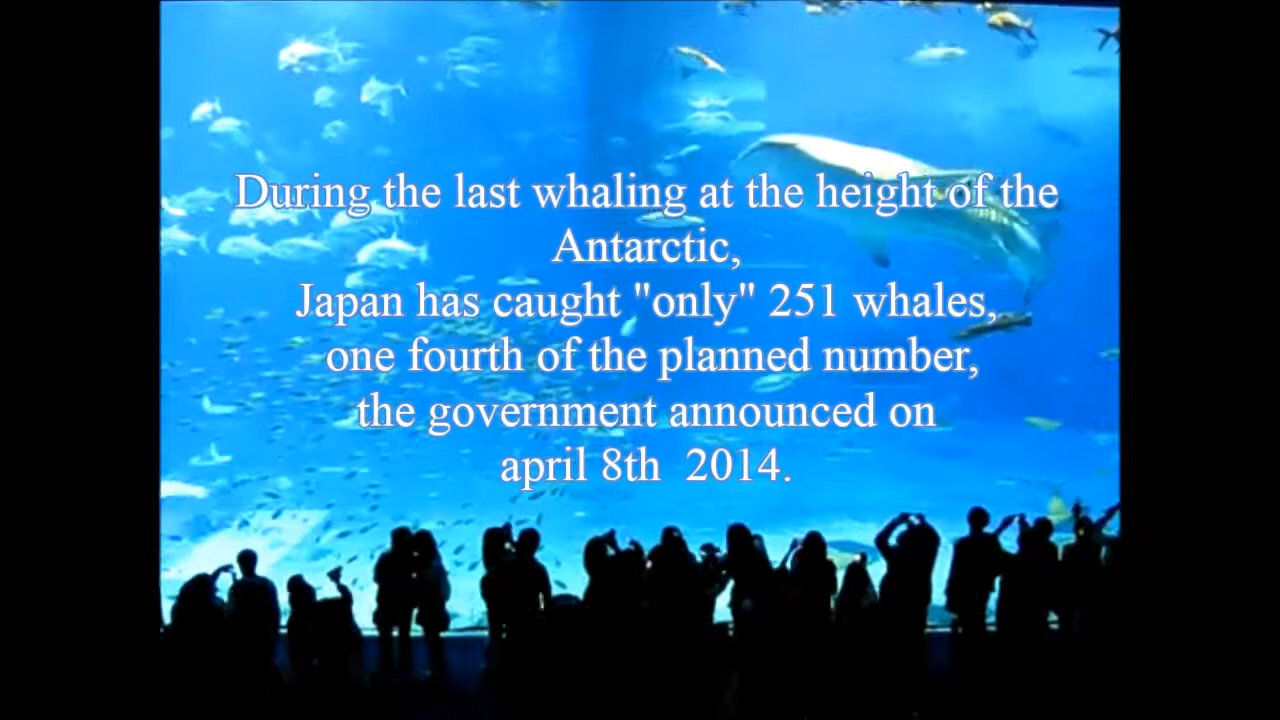 During the last whaling at the height of the
Antarctic,
Japan has caught "only" 251 whales,
one fourth of the planned number,
the government announced on
april 8th  2014.